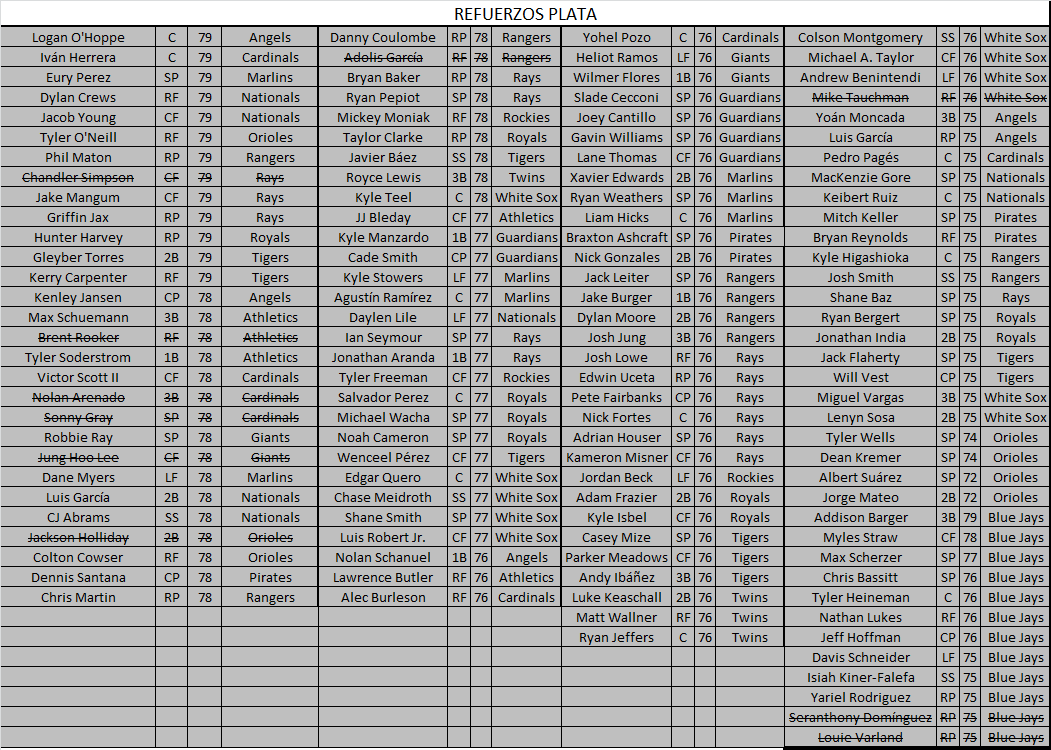 REFUERZOS PLATA
Logan O'Hoppe C 79 Angels Danny Coulombe RP 78 Rangers Yohel Pozo C 76 Cardinals Colson Montgomery SS 76 White Sox
Iván Herrera C 79 Cardinals Adolis García RF 78 Rangers Heliot Ramos LF 76 Giants Michael A. Taylor CF 76 White Sox
Eury Perez SP 79 Marlins Bryan Baker RP 78 Rays Wilmer Flores 1B 76 Giants Andrew Benintendi LF 76 White Sox
Dylan Crews RF 79 Nationals Ryan Pepiot SP 78 Rays Slade Cecconi SP 76 Guardians Mike Tauchman RF 76 White Sox
Jacob Young CF 79 Nationals Mickey Moniak RF 78 Rockies Joey Cantillo SP 76 Guardians Yoán Moncada 3B 75 Angels
Tyler O'Neill RF 79 Orioles Taylor Clarke RP 78 Royals Gavin Williams SP 76 Guardians Luis García RP 75 Angels
Phil Maton RP 79 Rangers Javier Báez SS 78 Tigers Lane Thomas CF 76 Guardians Pedro Pagés C 75 Cardinals
Chandler Simpson CF 79 Rays Royce Lewis 3B 78 Twins Xavier Edwards 2B 76 Marlins MacKenzie Gore SP 75 Nationals
Jake Mangum CF 79 Rays Kyle Teel C 78 White Sox Ryan Weathers SP 76 Marlins Keibert Ruiz C 75 Nationals
Griffin Jax RP 79 Rays JJ Bleday CF 77 Athletics Liam Hicks C 76 Marlins Mitch Keller SP 75 Pirates
Hunter Harvey RP 79 Royals Kyle Manzardo 1B 77 Guardians Braxton Ashcraft SP 76 Pirates Bryan Reynolds RF 75 Pirates
Gleyber Torres 2B 79 Tigers Cade Smith CP 77 Guardians Nick Gonzales 2B 76 Pirates Kyle Higashioka C 75 Rangers
Kerry Carpenter RF 79 Tigers Kyle Stowers LF 77 Marlins Jack Leiter SP 76 Rangers Josh Smith SS 75 Rangers
Kenley Jansen CP 78 Angels Agustín Ramírez C 77 Marlins Jake Burger 1B 76 Rangers Shane Baz SP 75 Rays
Max Schuemann 3B 78 Athletics Daylen Lile LF 77 Nationals Dylan Moore 2B 76 Rangers Ryan Bergert SP 75 Royals
Brent Rooker RF 78 Athletics Ian Seymour SP 77 Rays Josh Jung 3B 76 Rangers Jonathan India 2B 75 Royals
Tyler Soderstrom 1B 78 Athletics Jonathan Aranda 1B 77 Rays Josh Lowe RF 76 Rays Jack Flaherty SP 75 Tigers
Victor Scott II CF 78 Cardinals Tyler Freeman CF 77 Rockies Edwin Uceta RP 76 Rays Will Vest CP 75 Tigers
Nolan Arenado 3B 78 Cardinals Salvador Perez C 77 Royals Pete Fairbanks CP 76 Rays Miguel Vargas 3B 75 White Sox
Sonny Gray SP 78 Cardinals Michael Wacha SP 77 Royals Nick Fortes C 76 Rays Lenyn Sosa 2B 75 White Sox
Robbie Ray SP 78 Giants Noah Cameron SP 77 Royals Adrian Houser SP 76 Rays Tyler Wells SP 74 Orioles
Jung Hoo Lee CF 78 Giants Wenceel Pérez CF 77 Tigers Kameron Misner CF 76 Rays Dean Kremer SP 74 Orioles
Dane Myers LF 78 Marlins Edgar Quero C 77 White Sox Jordan Beck LF 76 Rockies Albert Suárez SP 72 Orioles
Luis García 2B 78 Nationals Chase Meidroth SS 77 White Sox Adam Frazier 2B 76 Royals Jorge Mateo 2B 72 Orioles
CJ Abrams SS 78 Nationals Shane Smith SP 77 White Sox Kyle Isbel CF 76 Royals Addison Barger 3B 79 Blue Jays
Jackson Holliday 2B 78 Orioles Luis Robert Jr. CF 77 White Sox Casey Mize SP 76 Tigers Myles Straw CF 78 Blue Jays
Colton Cowser RF 78 Orioles Nolan Schanuel 1B 76 Angels Parker Meadows CF 76 Tigers Max Scherzer SP 77 Blue Jays
Dennis Santana CP 78 Pirates Lawrence Butler RF 76 Athletics Andy Ibáñez 3B 76 Tigers Chris Bassitt SP 76 Blue Jays
Chris Martin RP 78 Rangers Alec Burleson RF 76 Cardinals Luke Keaschall 2B 76 Twins Tyler Heineman C 76 Blue Jays
Matt Wallner RF 76 Twins Nathan Lukes RF 76 Blue Jays
Ryan Jeffers C 76 Twins Jeff Hoffman CP 76 Blue Jays
Davis Schneider LF 75 Blue Jays
Isiah Kiner-Falefa SS 75 Blue Jays
Yariel Rodriguez RP 75 Blue Jays
Seranthony Domínguez RP 75 Blue Jays
Louie Varland RP 75 Blue Jays